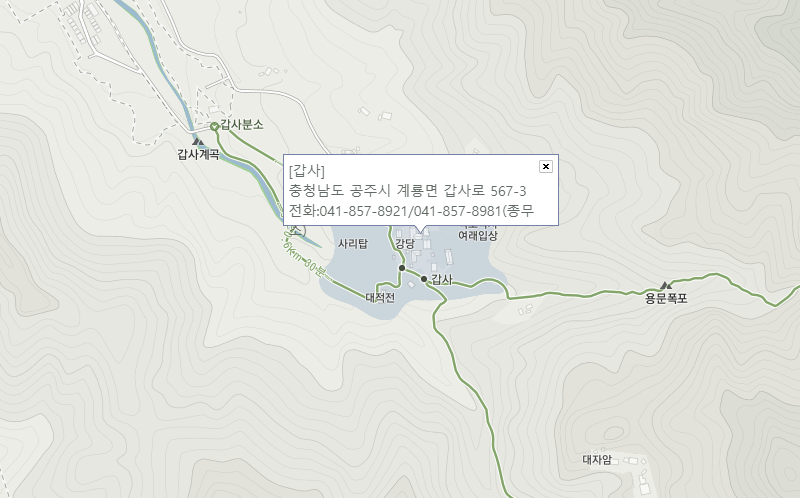 갑사분소
갑사계곡
[갑사]
충청남도 공주시 계룡면 갑사로 567-3
전화:041-857-8921/041-857-8981(종무
여래입상
사리탑
강당
갑사
대적전
용문폭포
대자암